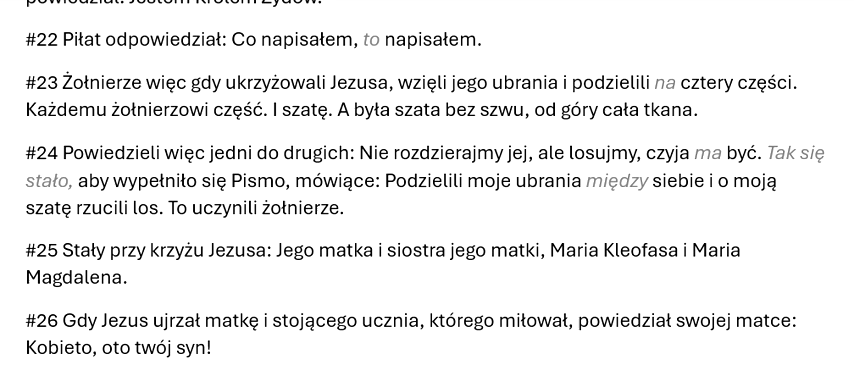 powiedział: Jestem Królem Żydów.
#22 Piłat odpowiedział: Co napisałem, to napisałem.
#23 Żołnierze więc gdy ukrzyżowali Jezusa, wzięli jego ubrania i podzielili na cztery części.
Każdemu żołnierzowi część. I szatę. A była szata bez szwu, od góry cała tkana.
#24 Powiedzieli więc jedni do drugich: Nie rozdzierajmy jej, ale losujmy, czyja ma być. Tak się
stało, aby wypełniło się Pismo, mówiące: Podzielili moje ubrania między siebie i o moją
szatę rzucili los. To uczynili żołnierze.
#25 Stały przy krzyżu Jezusa: Jego matka i siostra jego matki, Maria Kleofasa i Maria
Magdalena.
#26 Gdy Jezus ujrzał matkę i stojącego ucznia, którego miłował, powiedział swojej matce:
Kobieto, oto twój syn!